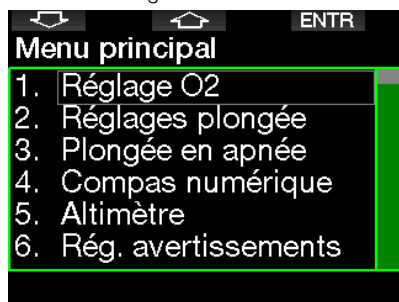 ENTR
Menu principal
1. Réglage O2
2. Réglages plongée
3. Plongée en apnée
4. Compas numérique
5. Altimètre
6. Rég. avertissements